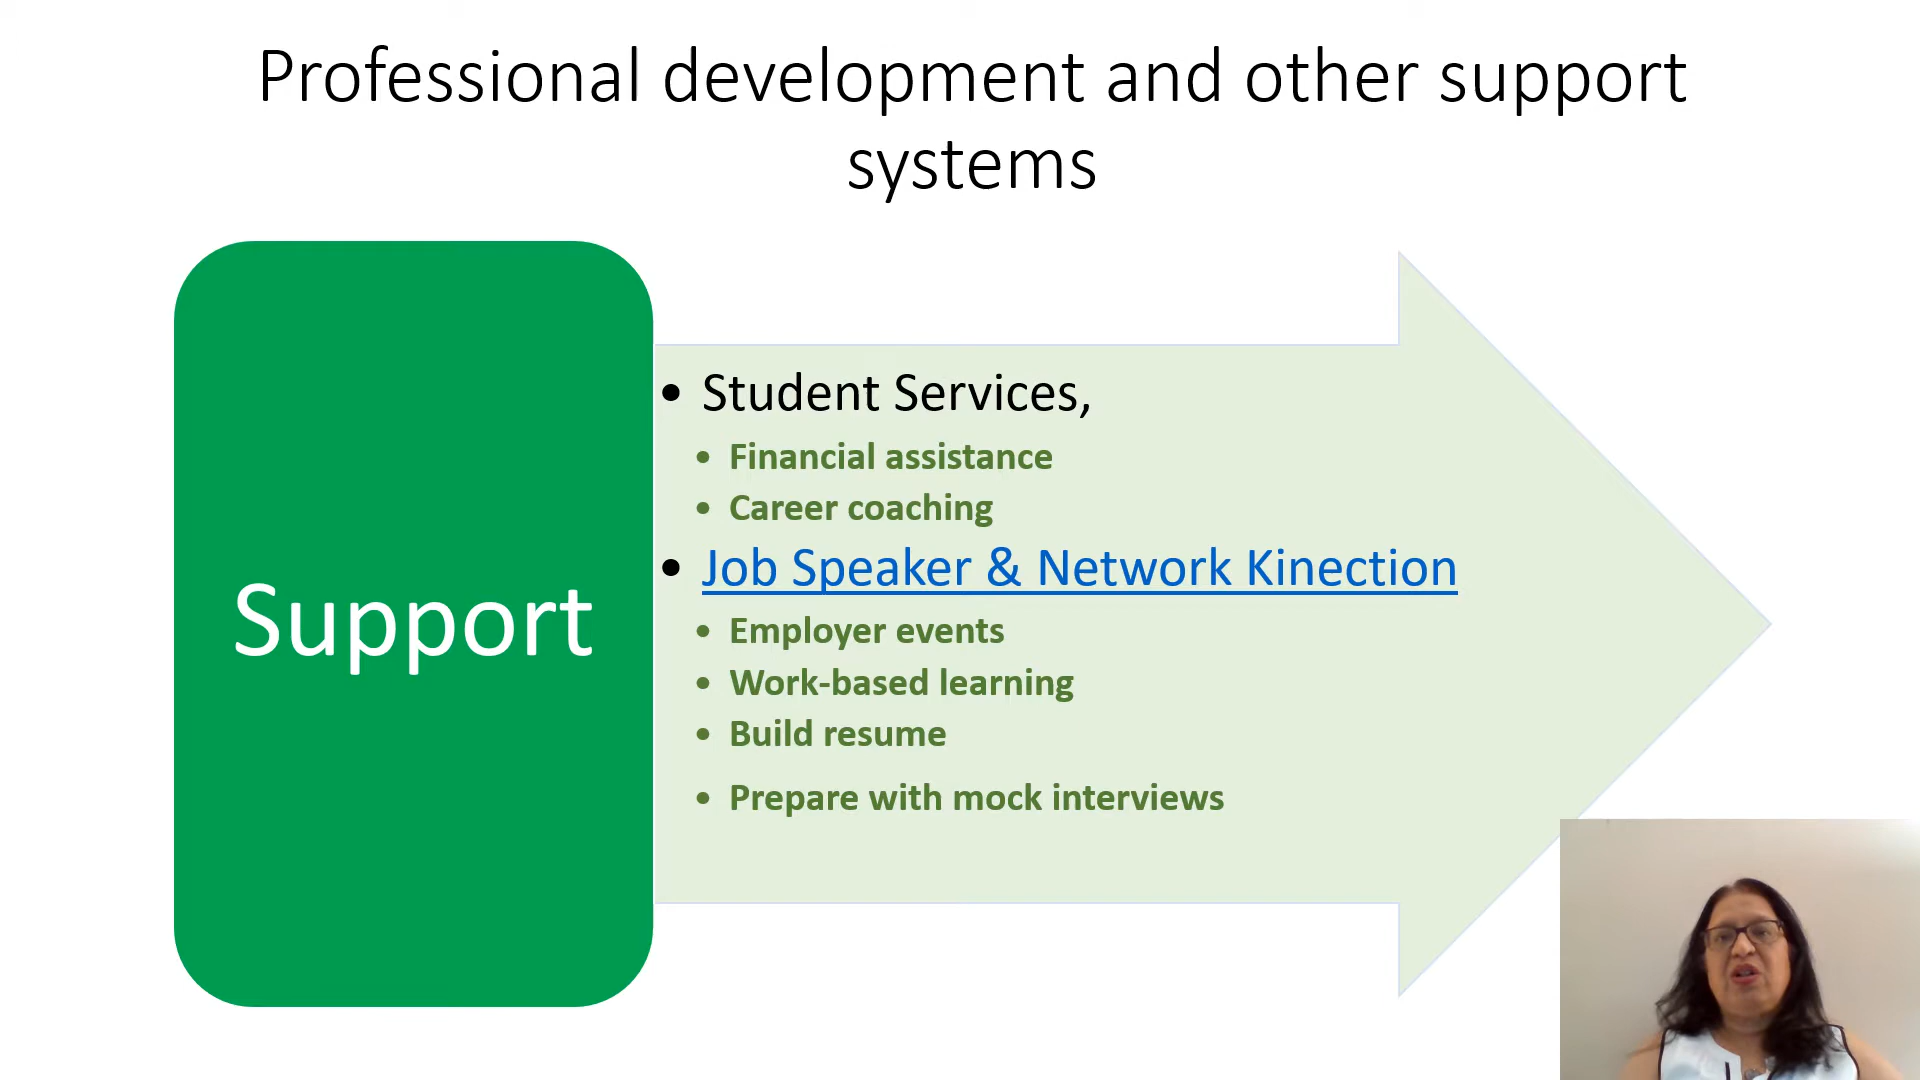 Professional development and other support
systems
Support
• Student Services,
• Financial assistance
• Career coaching
• Job Speaker & Network Kinection
• Employer events
• Work-based learning
• Build resume
• Prepare with mock interviews